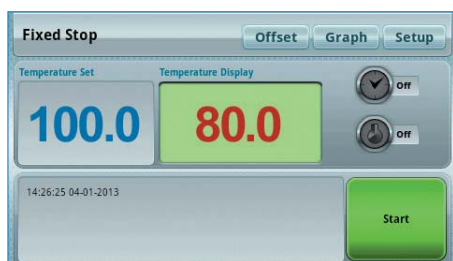 Fixed Stop Offset Graph Setup
Temperature Set Temperature Display
100.0 80.0
Off
Off
14:26:25 04-01-2013
Start